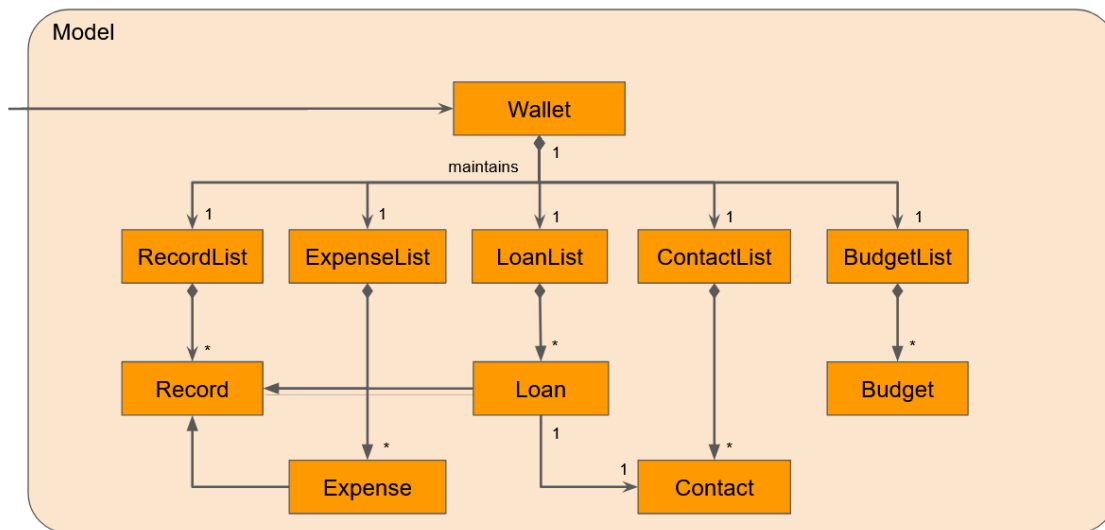 Model
Wallet
1
maintains
1
1
1
1
1
RecordList
ExpenseList
LoanList
ContactList
BudgetList
*
*
*
Record
Loan
Budget
1
*
*
1
Expense
Contact